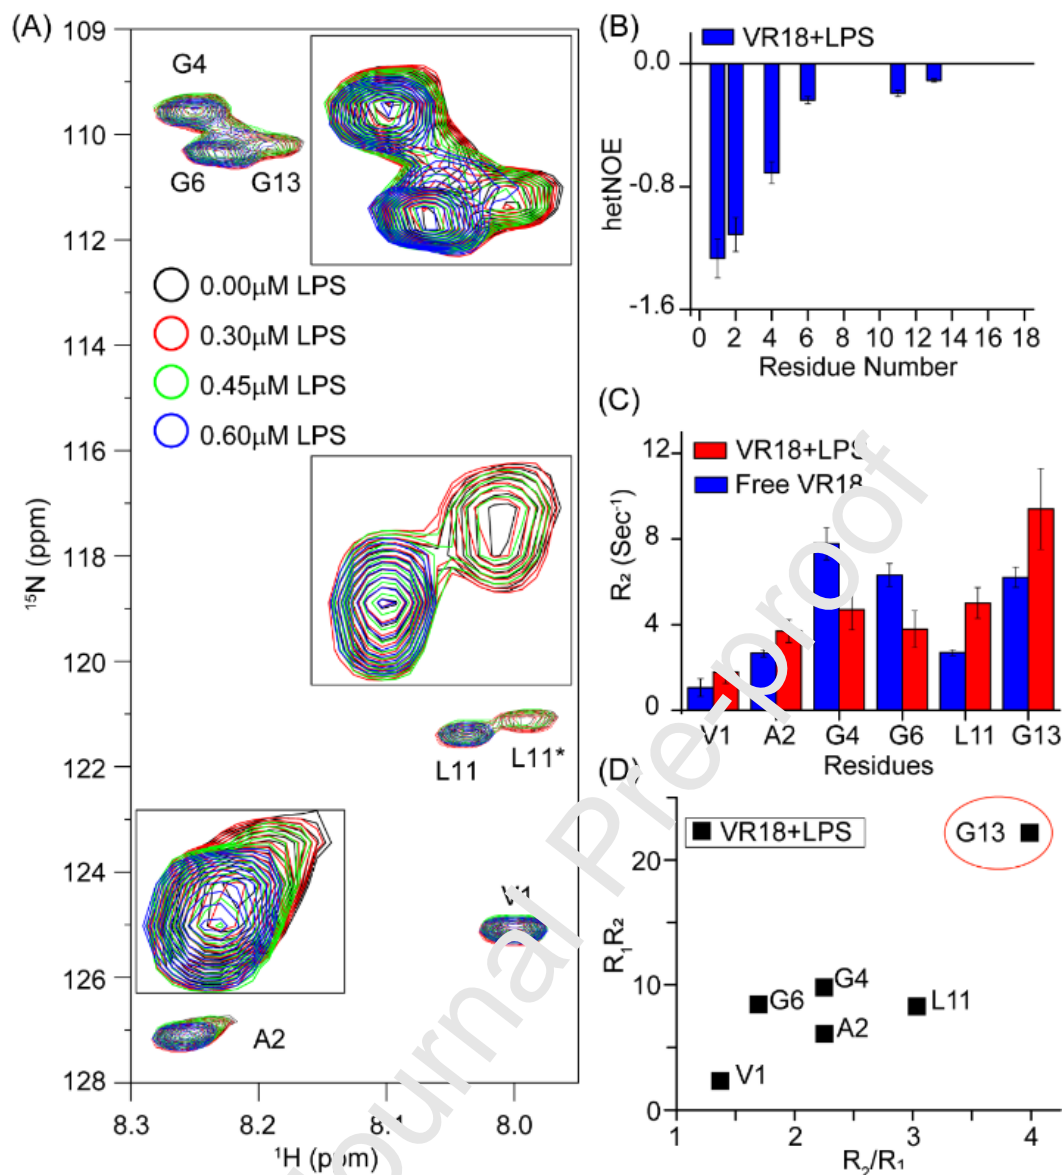 (A)
109
110
112
114
116
118
120
122
124
126
128
¹⁵N (ppm)
G4
G6
G13
0.00μM LPS
0.30μM LPS
0.45μM LPS
0.60μM LPS
L11
L11*
V1
A2
8.3
8.2
8.1
8.0
¹H (ppm)
(B)
VR18+LPS
0.0
-0.8
-1.6
hetNOE
0 2 4 6 8 10 12 14 16 18
Residue Number
(C)
12
8
4
0
R₂ (Sec⁻¹)
VR18+LPS
Free VR18
V1 A2 G4 G6 L11 G13
Residues
(D)
20
10
0
R₁R₂
VR18+LPS
G13
G4
G6
L11
A2
V1
1 2 3 4
R₂/R₁
Journal Pre-proof